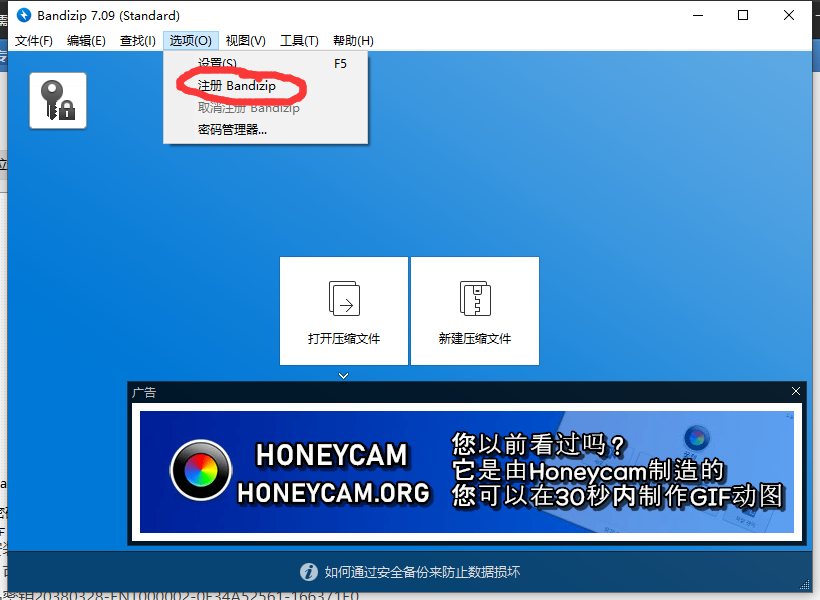 Bandizip 7.09 (Standard)
文件(F) 编辑(E) 查找(I) 选项(O) 视图(V) 工具(T) 帮助(H)
设置(S) F5
注册 Bandizip
取消注册 Bandizip
密码管理器...
打开压缩文件 新建压缩文件
广告
HONEYCAM
HONEYCAM.ORG
您以前看过吗?
它是由Honeycam制造的
您可以在30秒内制作GIF动图
如何通过安全备份来防止数据损坏